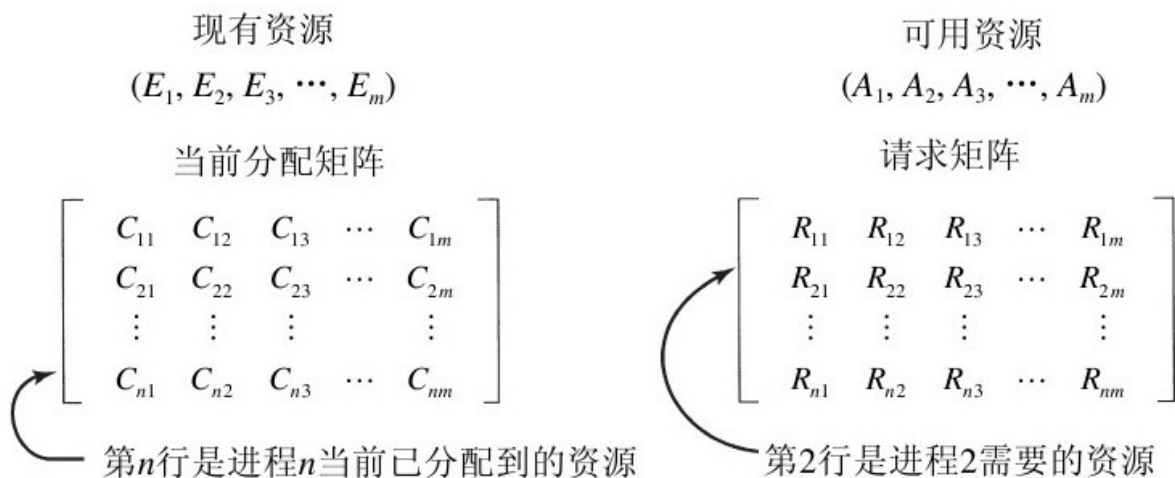 现有资源
可用资源
(E₁, E₂, E₃, ⋯, Eₘ)
(A₁, A₂, A₃, ⋯, Aₘ)
当前分配矩阵
请求矩阵
C₁₁ C₁₂ C₁₃ ⋯ C₁ₘ
C₂₁ C₂₂ C₂₃ ⋯ C₂ₘ
⋮ ⋮ ⋮ ⋮
Cₙ₁ Cₙ₂ Cₙ₃ ⋯ Cₙₘ
R₁₁ R₁₂ R₁₃ ⋯ R₁ₘ
R₂₁ R₂₂ R₂₃ ⋯ R₂ₘ
⋮ ⋮ ⋮ ⋮
Rₙ₁ Rₙ₂ Rₙ₃ ⋯ Rₙₘ
第n行是进程n当前已分配到的资源
第2行是进程2需要的资源